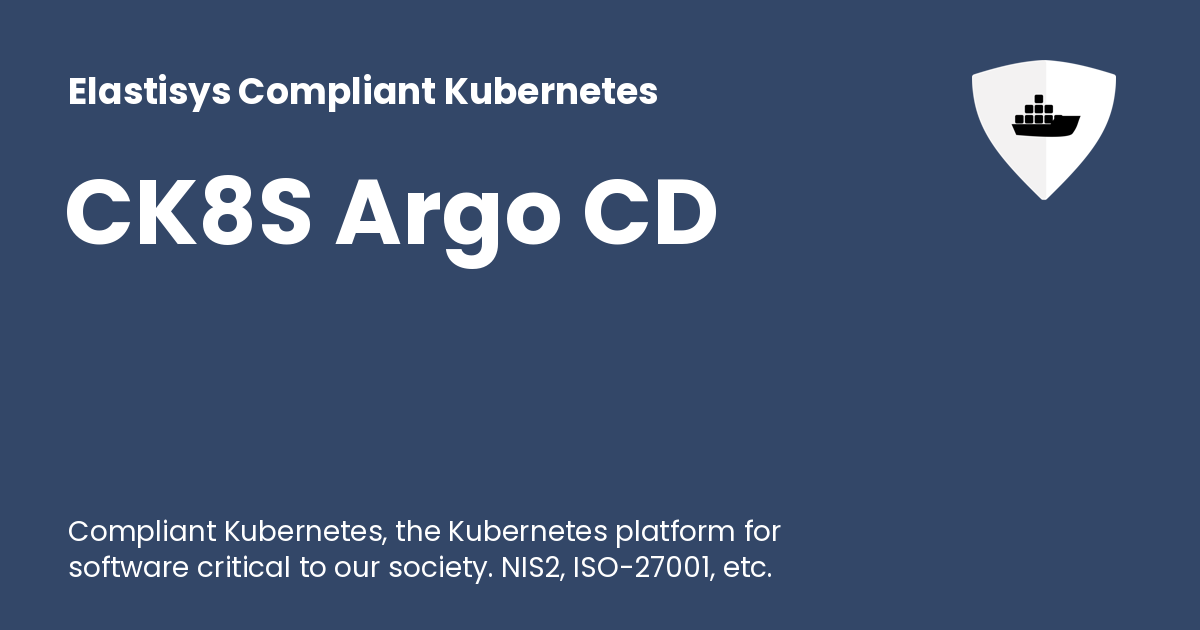 Elastisys Compliant Kubernetes
CK8S Argo CD
Compliant Kubernetes, the Kubernetes platform for
software critical to our society. NIS2, ISO-27001, etc.